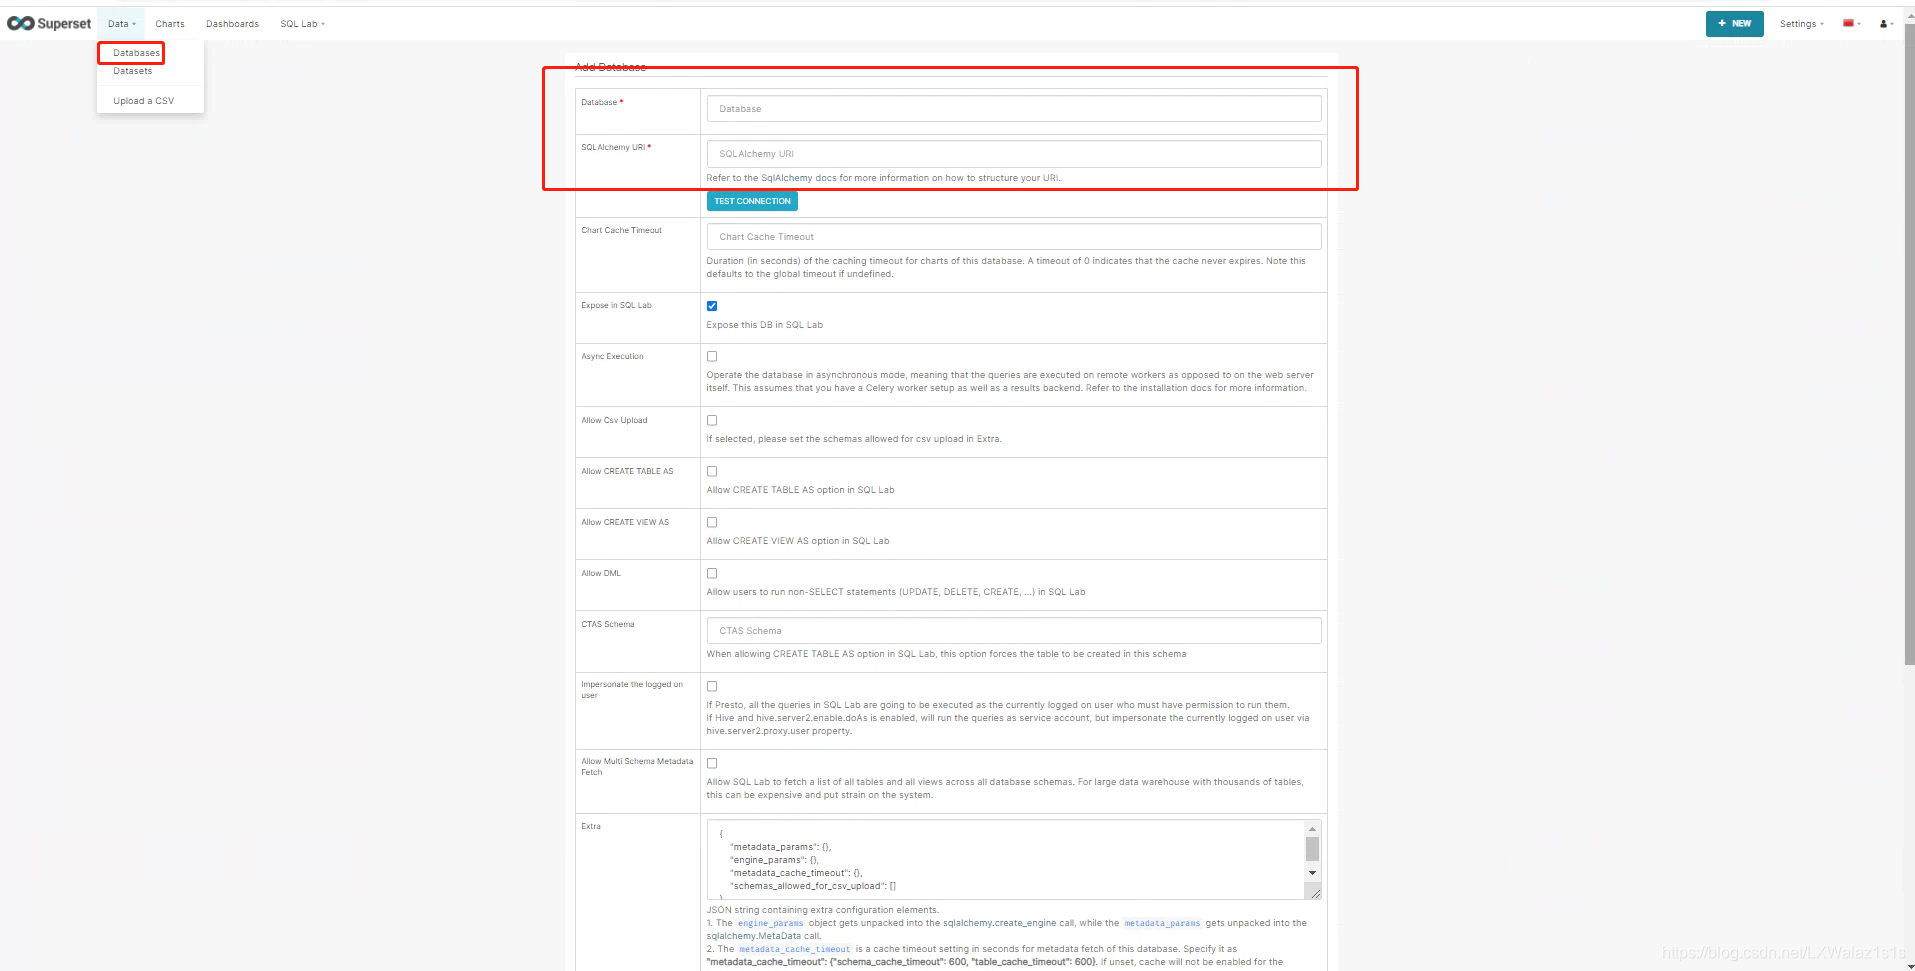 Superset Data Charts Dashboards SQL Lab + NEW Settings
Databases
Datasets
Upload a CSV
Add Database
Database * Database
SQLAlchemy URI * SQLAlchemy URI
Refer to the SqlAlchemy docs for more information on how to structure your URI.
TEST CONNECTION
Chart Cache Timeout Chart Cache Timeout
Duration (in seconds) of the caching timeout for charts of this database. A timeout of 0 indicates that the cache never expires. Note this
defaults to the global timeout if undefined.
Expose in SQL Lab
Expose this DB in SQL Lab
Async Execution
Operate the database in asynchronous mode, meaning that the queries are executed on remote workers as opposed to on the web server
itself. This assumes that you have a Celery worker setup as well as a results backend. Refer to the installation docs for more information.
Allow Csv Upload
If selected, please set the schemas allowed for csv upload in Extra.
Allow CREATE TABLE AS
Allow CREATE TABLE AS option in SQL Lab
Allow CREATE VIEW AS
Allow CREATE VIEW AS option in SQL Lab
Allow DML
Allow users to run non-SELECT statements (UPDATE, DELETE, CREATE, ...) in SQL Lab
CTAS Schema CTAS Schema
When allowing CREATE TABLE AS option in SQL Lab, this option forces the table to be created in this schema
Impersonate the logged on
user
If Presto, all the queries in SQL Lab are going to be executed as the currently logged on user who must have permission to run them.
If Hive and hive.server2.enable.doAs is enabled, will run the queries as service account, but impersonate the currently logged on user via
hive.server2.proxy.user property.
Allow Multi Schema Metadata
Fetch
Allow SQL Lab to fetch a list of all tables and all views across all database schemas. For large data warehouse with thousands of tables,
this can be expensive and put strain on the system.
Extra
{
"metadata_params": {},
"engine_params": {},
"metadata_cache_timeout": {},
"schemas_allowed_for_csv_upload": []
}
JSON string containing extra configuration elements.
1. The engine_params object gets unpacked into the sqlalchemy.create_engine call, while the metadata_params gets unpacked into the
sqlalchemy.MetaData call.
2. The metadata_cache_timeout is a cache timeout setting in seconds for metadata fetch of this database. Specify it as
"metadata_cache_timeout": {"schema_cache_timeout": 600, "table_cache_timeout": 600}. If unset, cache will not be enabled for the
https://blog.csdn.net/LXWalaz1s1s